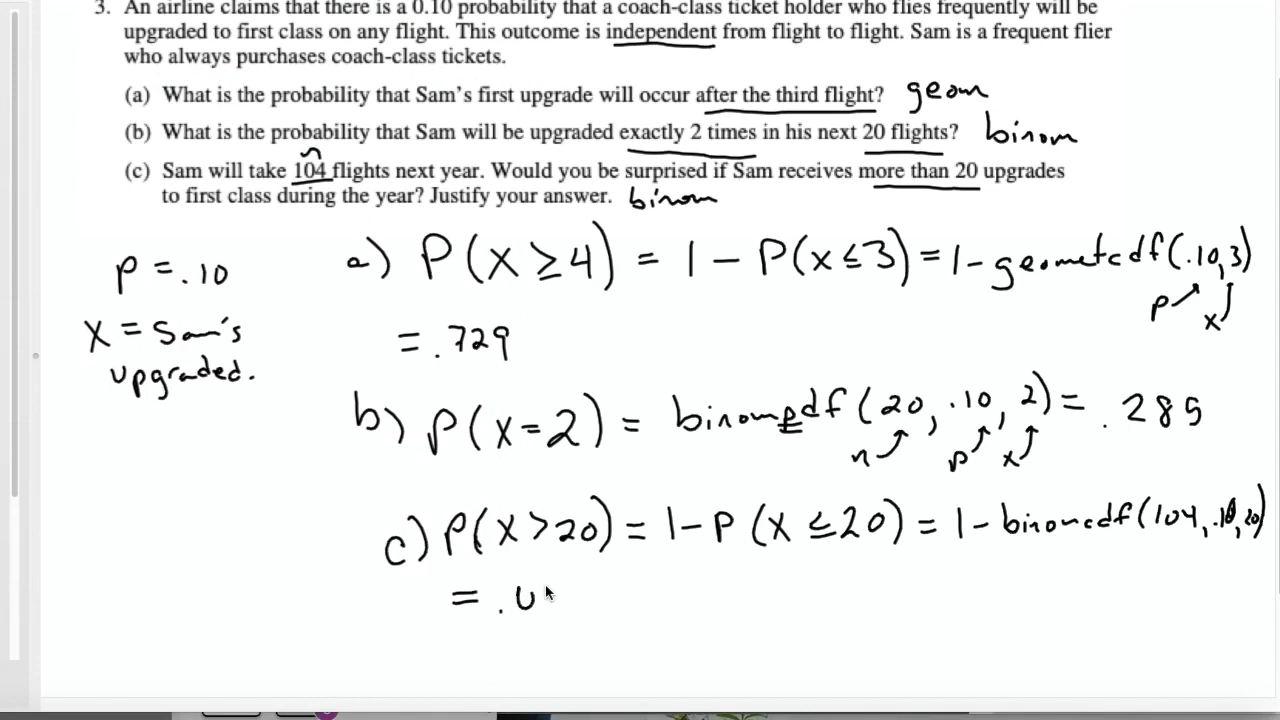 3. An airline claims that there is a 0.10 probability that a coach-class ticket holder who flies frequently will be
upgraded to first class on any flight. This outcome is independent from flight to flight. Sam is a frequent flier
who always purchases coach-class tickets.
(a) What is the probability that Sam's first upgrade will occur after the third flight? geom
(b) What is the probability that Sam will be upgraded exactly 2 times in his next 20 flights? binom
n
(c) Sam will take 104 flights next year. Would you be surprised if Sam receives more than 20 upgrades
to first class during the year? Justify your answer. binom
p = .10
X = Sam's
upgraded.
a) P(X ≥ 4) = 1 - P(X ≤ 3) = 1 - geometcdf(.10, 3)
p x
= .729
b) P(X = 2) = binompdf(20, .10, 2) = .285
n p x
c) P(X > 20) = 1 - P(X ≤ 20) = 1 - binomcdf(104, .10, 20)
= .0